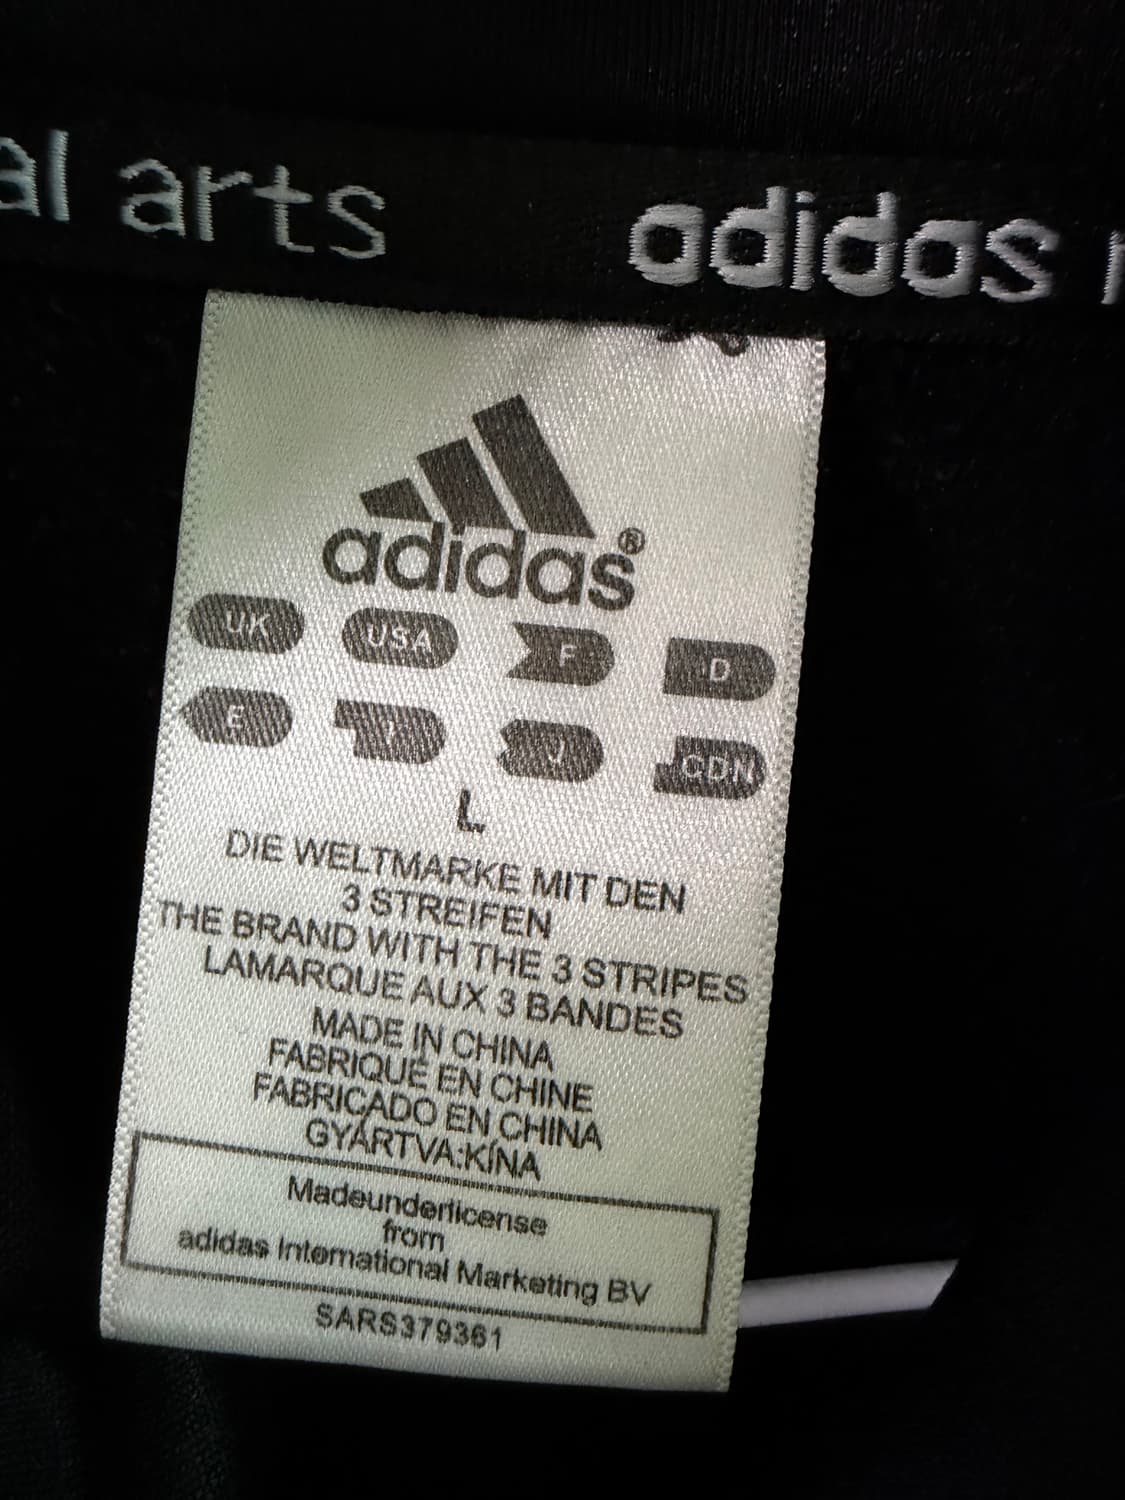 al arts adidas
adidas®
UK USA F D
E I J CDN
L
DIE WELTMARKE MIT DEN
3 STREIFEN
THE BRAND WITH THE 3 STRIPES
LAMARQUE AUX 3 BANDES
MADE IN CHINA
FABRIQUÉ EN CHINE
FABRICADO EN CHINA
GYÁRTVA:KÍNA
Madeunderlicense
from
adidas International Marketing BV
SARS379361